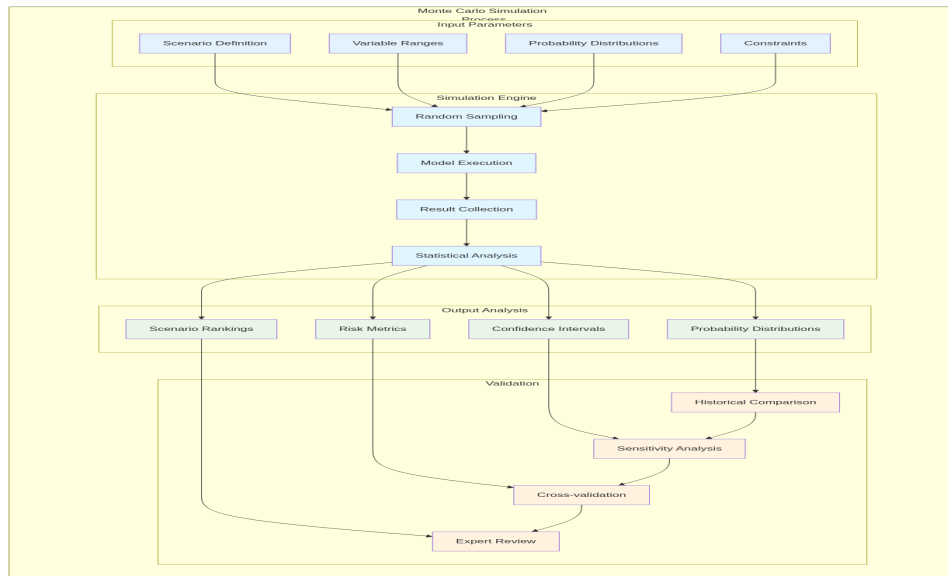 Monte Carlo Simulation
Process
Input Parameters
Scenario Definition
Variable Ranges
Probability Distributions
Constraints
Simulation Engine
Random Sampling
Model Execution
Result Collection
Statistical Analysis
Output Analysis
Scenario Rankings
Risk Metrics
Confidence Intervals
Probability Distributions
Validation
Historical Comparison
Sensitivity Analysis
Cross-validation
Expert Review